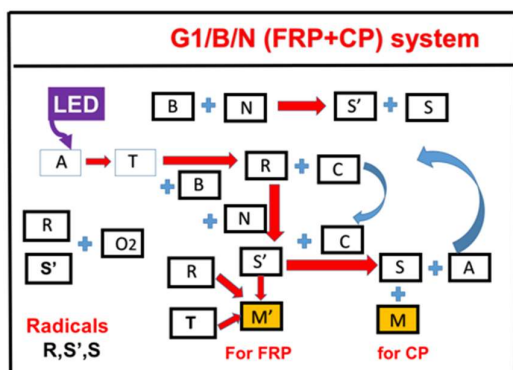 G1/B/N (FRP+CP) system
LED
B + N S' + S
A T R + C
+ B
+ N
R + O2
S'
+ C
S' S + A
R +
T M' M
Radicals
R,S',S
For FRP for CP